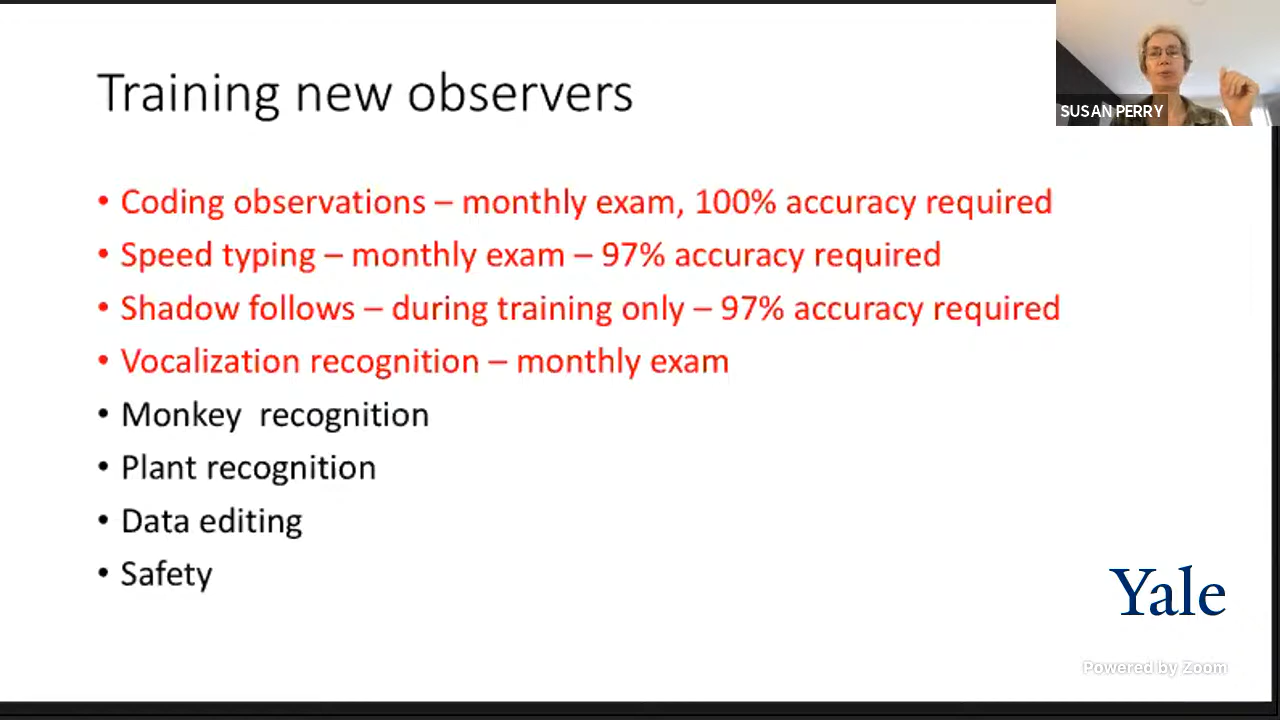 Training new observers
SUSAN PERRY
• Coding observations – monthly exam, 100% accuracy required
• Speed typing – monthly exam – 97% accuracy required
• Shadow follows – during training only – 97% accuracy required
• Vocalization recognition – monthly exam
• Monkey recognition
• Plant recognition
• Data editing
• Safety
Yale
Powered by Zoom